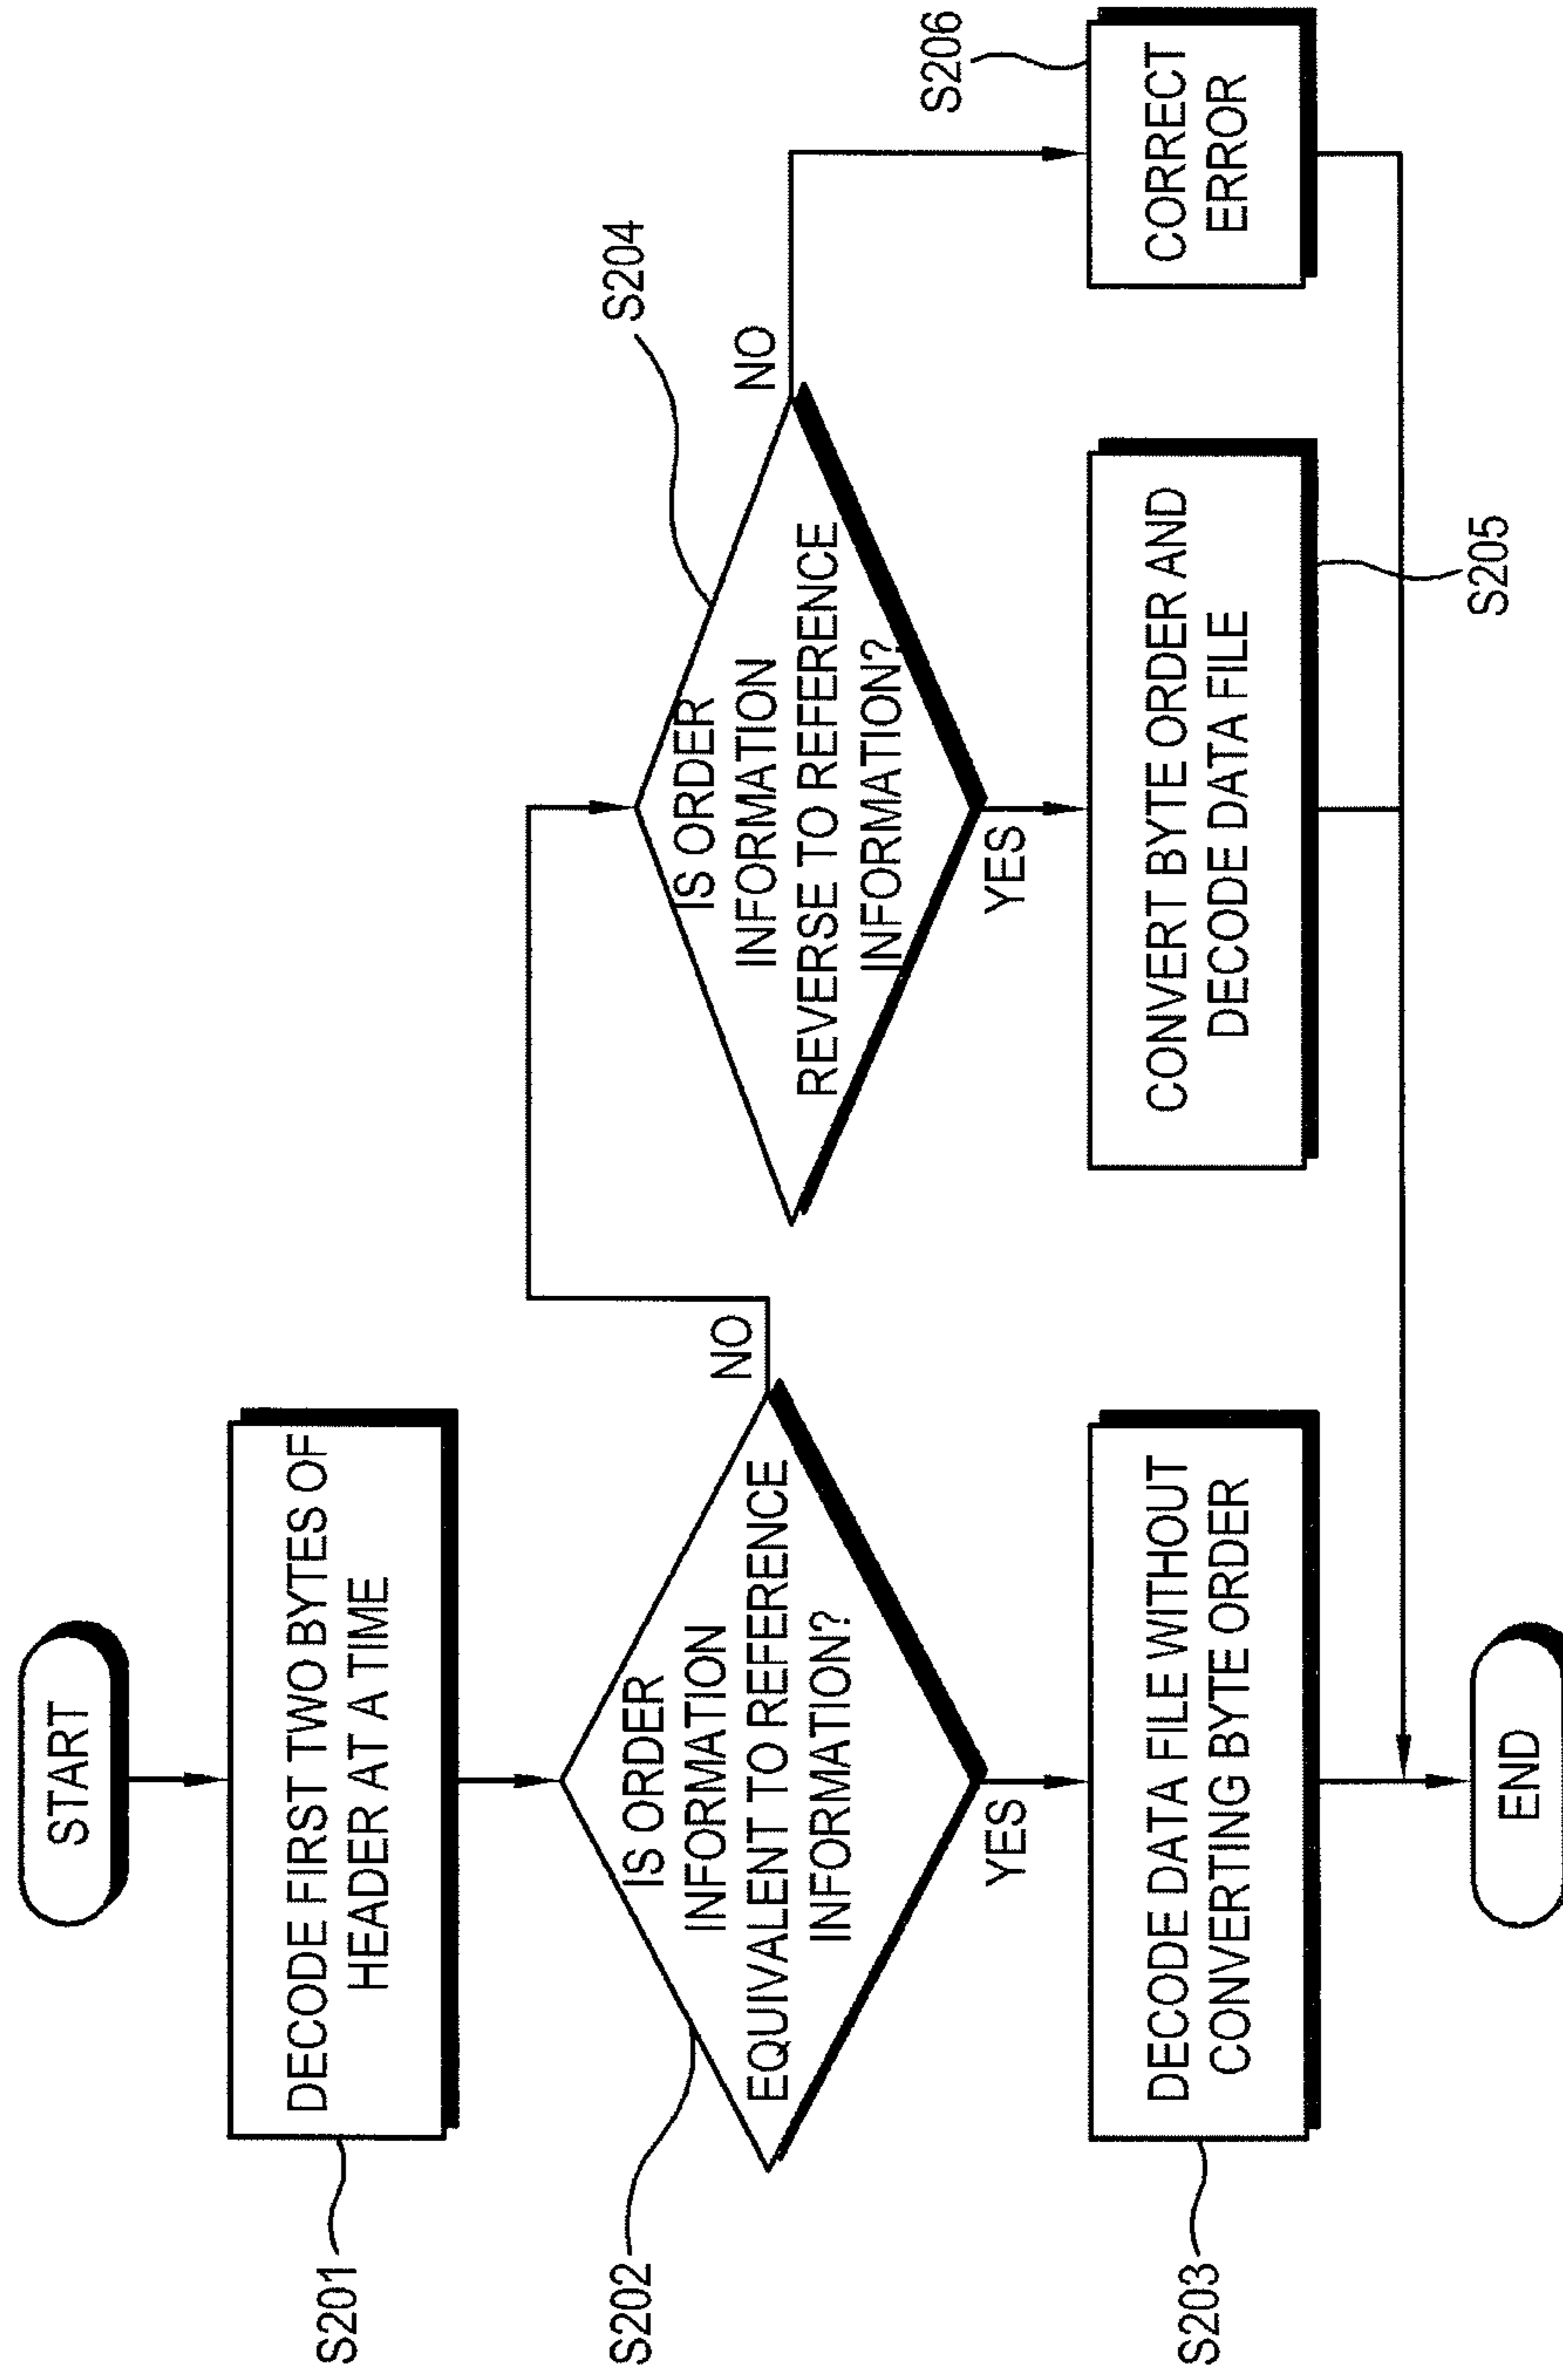 START
DECODE FIRST TWO BYTES OF
HEADER AT A TIME
S201
IS ORDER
INFORMATION
EQUIVALENT TO REFERENCE
INFORMATION?
S202
NO
YES
DECODE DATA FILE WITHOUT
CONVERTING BYTE ORDER
S203
IS ORDER
INFORMATION
REVERSE TO REFERENCE
INFORMATION?
S204
NO
YES
CONVERT BYTE ORDER AND
DECODE DATA FILE
S205
CORRECT
ERROR
S206
END